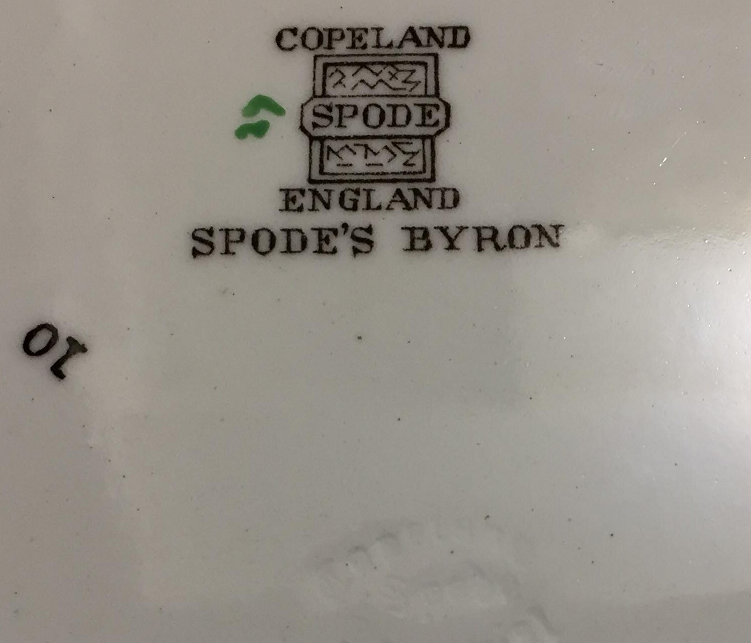 COPELAND
SPODE
ENGLAND
SPODE'S BYRON
10